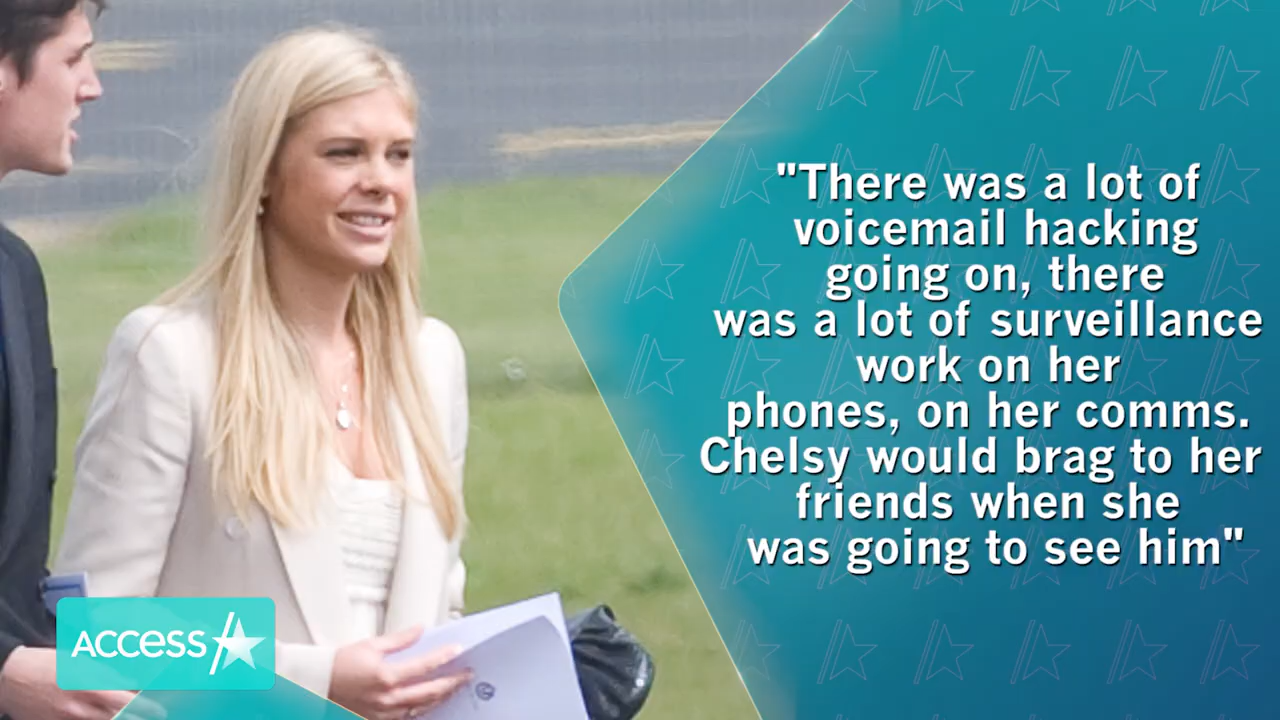 "There was a lot of
voicemail hacking
going on, there
was a lot of surveillance
work on her
phones, on her comms.
Chelsy would brag to her
friends when she
was going to see him"
ACCESS